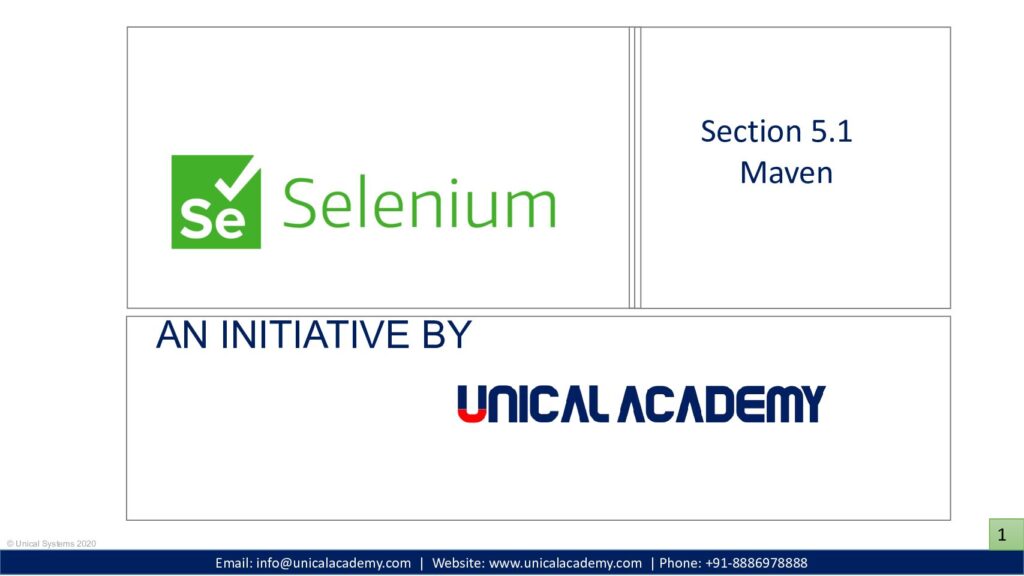 Se Selenium
Section 5.1
Maven
AN INITIATIVE BY
UNICAL ACADEMY
© Unical Systems 2020
1
Email: info@unicalacademy.com | Website: www.unicalacademy.com | Phone: +91-8886978888